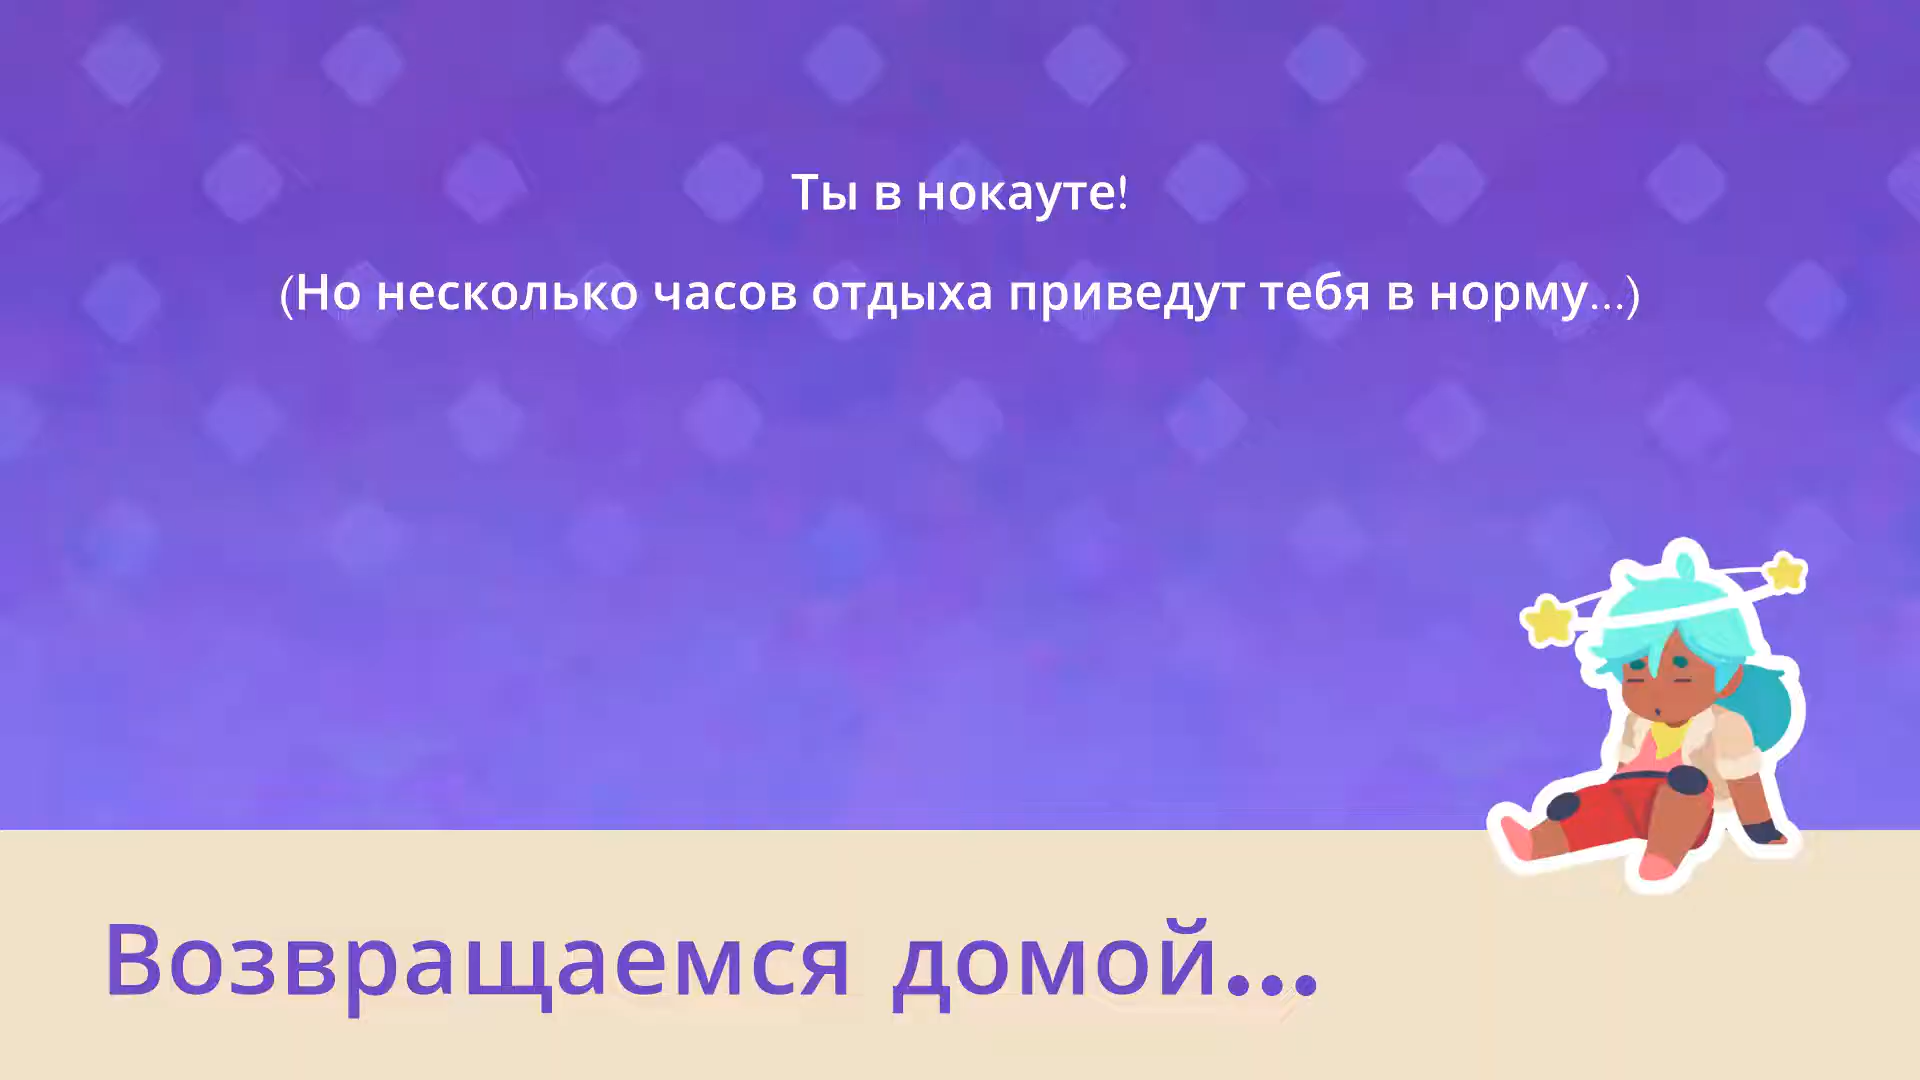 Ты в нокауте!
(Но несколько часов отдыха приведут тебя в норму...)
Возвращаемся домой...